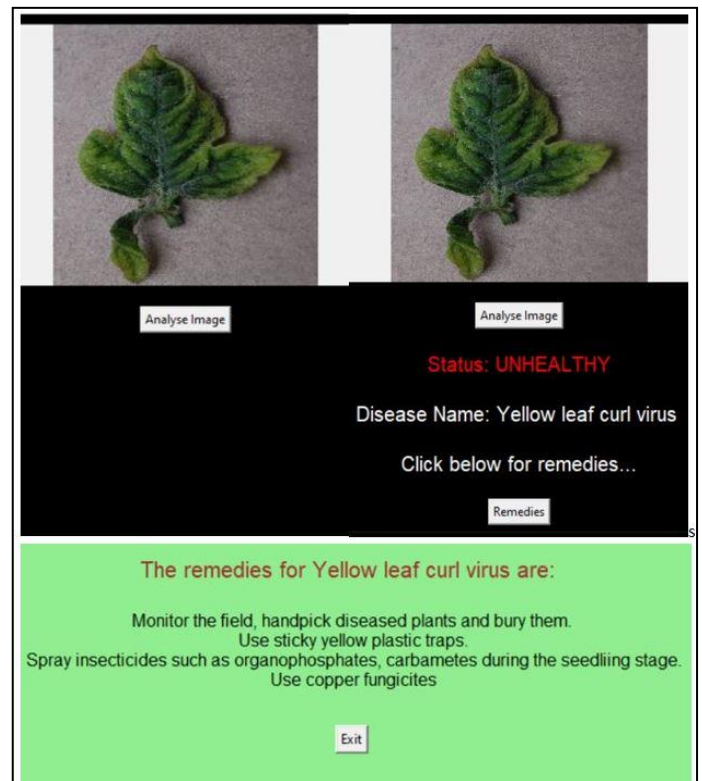 Analyse Image
Analyse Image
Status: UNHEALTHY
Disease Name: Yellow leaf curl virus
Click below for remedies...
Remedies
s
The remedies for Yellow leaf curl virus are:
Monitor the field, handpick diseased plants and bury them.
Use sticky yellow plastic traps.
Spray insecticides such as organophosphates, carbametes during the seedliing stage.
Use copper fungicites
Exit